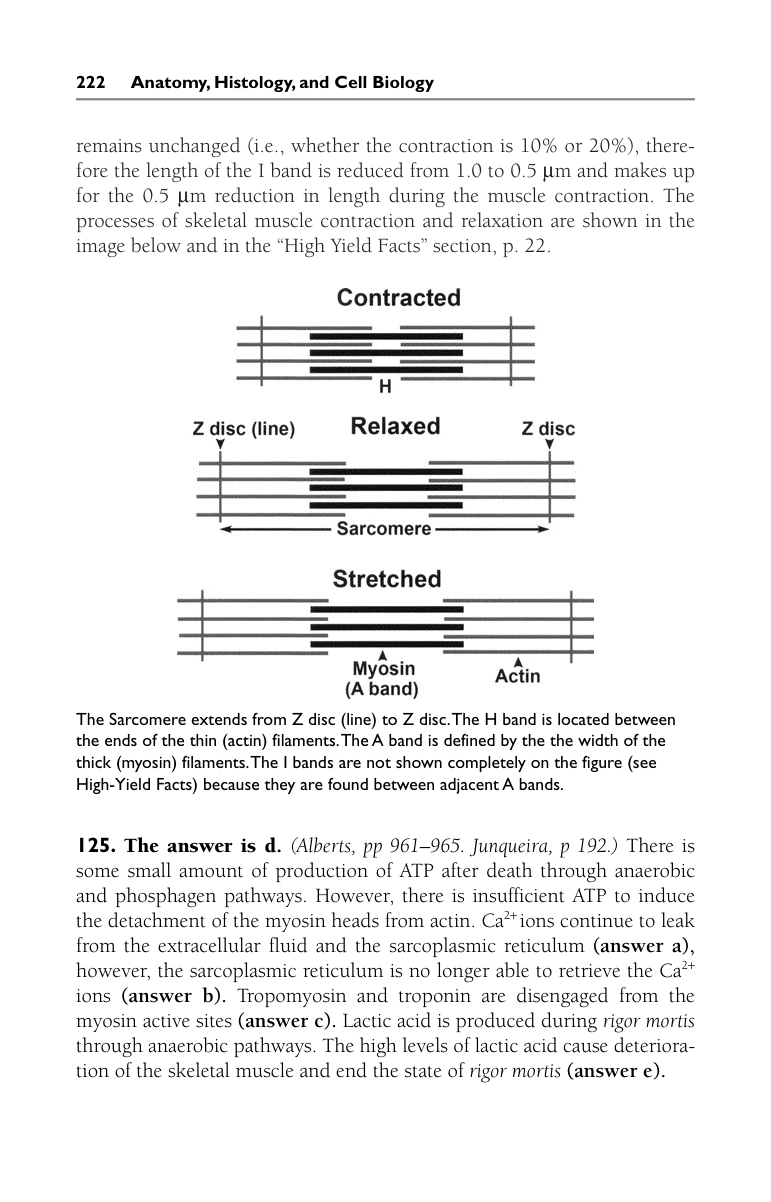 222 Anatomy, Histology, and Cell Biology
remains unchanged (i.e., whether the contraction is 10% or 20%), there-
fore the length of the I band is reduced from 1.0 to 0.5 μm and makes up
for the 0.5 μm reduction in length during the muscle contraction. The
processes of skeletal muscle contraction and relaxation are shown in the
image below and in the “High Yield Facts” section, p. 22.
Contracted
H
Z disc (line) Relaxed Z disc
Sarcomere
Stretched
Myosin
(A band)
Actin
The Sarcomere extends from Z disc (line) to Z disc.The H band is located between
the ends of the thin (actin) filaments.The A band is defined by the the width of the
thick (myosin) filaments.The I bands are not shown completely on the figure (see
High-Yield Facts) because they are found between adjacent A bands.
125. The answer is d. (Alberts, pp 961–965. Junqueira, p 192.) There is
some small amount of production of ATP after death through anaerobic
and phosphagen pathways. However, there is insufficient ATP to induce
the detachment of the myosin heads from actin. Ca²⁺ ions continue to leak
from the extracellular fluid and the sarcoplasmic reticulum (answer a),
however, the sarcoplasmic reticulum is no longer able to retrieve the Ca²⁺
ions (answer b). Tropomyosin and troponin are disengaged from the
myosin active sites (answer c). Lactic acid is produced during rigor mortis
through anaerobic pathways. The high levels of lactic acid cause deteriora-
tion of the skeletal muscle and end the state of rigor mortis (answer e).